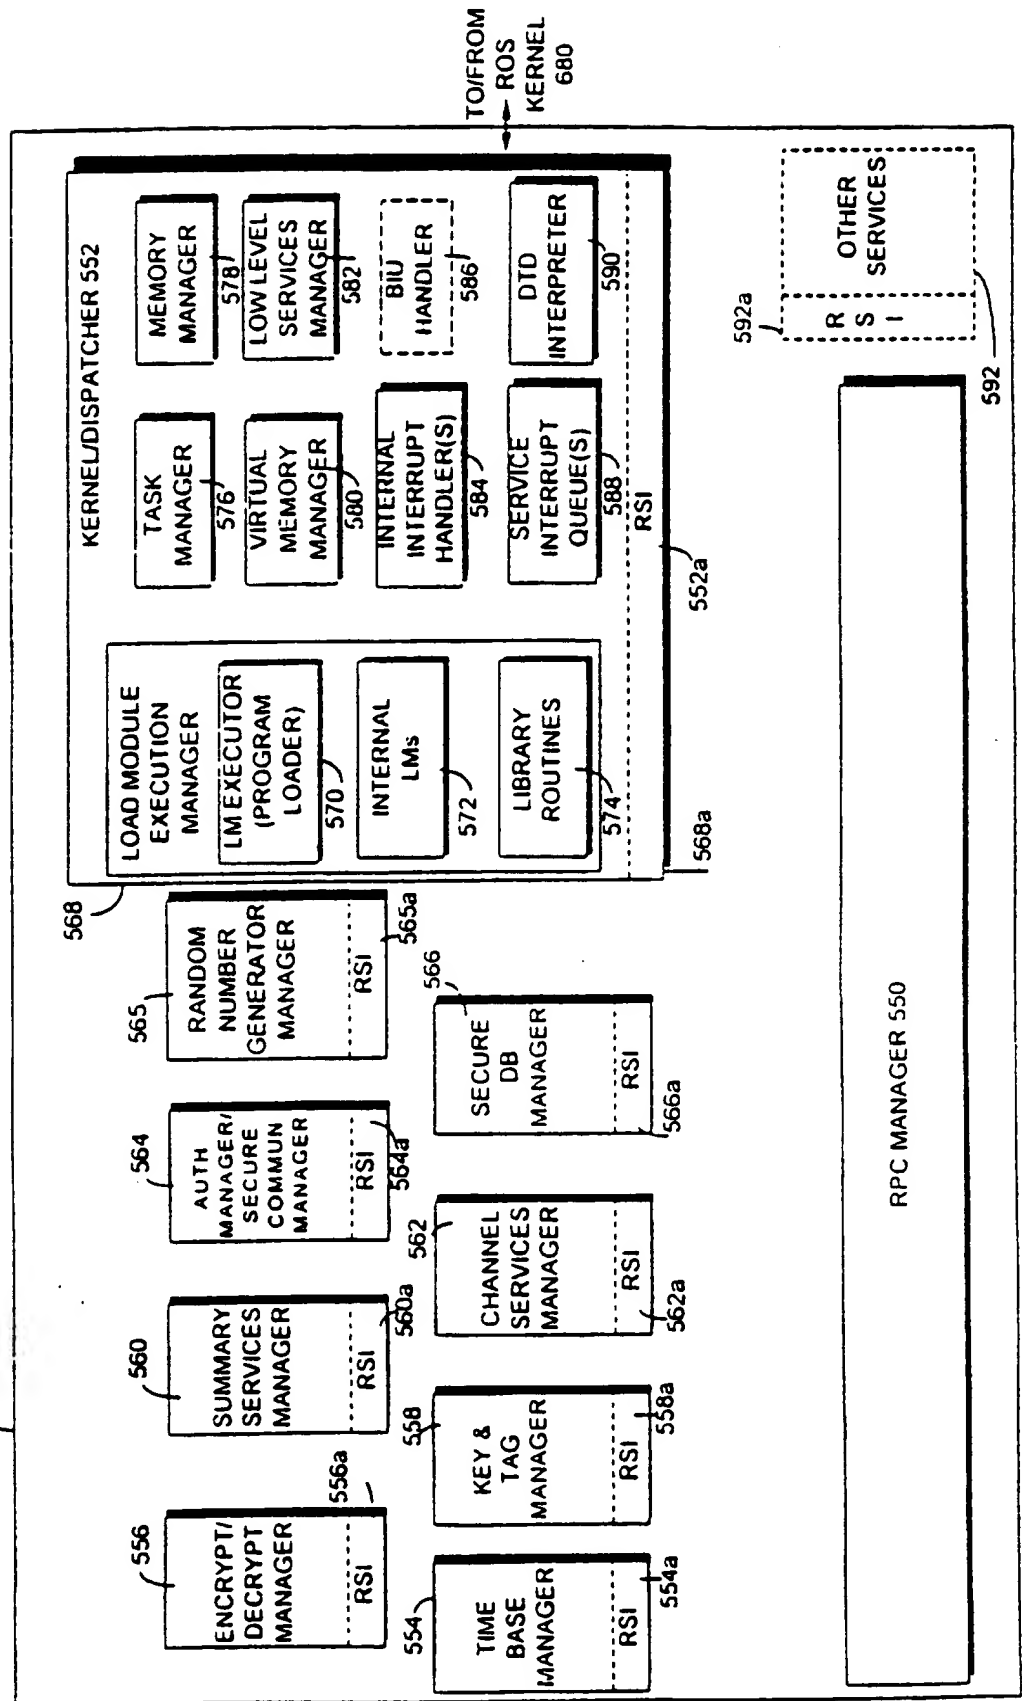 KERNEL/DISPATCHER 552
568
LOAD MODULE
EXECUTION
MANAGER
LM EXECUTOR
(PROGRAM
LOADER)
570
INTERNAL
LMs
572
LIBRARY
ROUTINES
574
568a
TASK
MANAGER
576
VIRTUAL
MEMORY
MANAGER
580
INTERNAL
INTERRUPT
HANDLER(S)
584
SERVICE
INTERRUPT
QUEUE(S)
588
MEMORY
MANAGER
578
LOW LEVEL
SERVICES
MANAGER
582
BIU
HANDLER
586
DTD
INTERPRETER
590
RSI
552a
TO/FROM
ROS
KERNEL
680
556
ENCRYPT/
DECRYPT
MANAGER
RSI
556a
560
SUMMARY
SERVICES
MANAGER
RSI
560a
564
AUTH
MANAGER/
SECURE
COMMUN
MANAGER
RSI
564a
565
RANDOM
NUMBER
GENERATOR
MANAGER
RSI
565a
554
TIME
BASE
MANAGER
RSI
554a
558
KEY &
TAG
MANAGER
RSI
558a
562
CHANNEL
SERVICES
MANAGER
RSI
562a
566
SECURE
DB
MANAGER
RSI
566a
592a
RSI
OTHER
SERVICES
592
RPC MANAGER 550